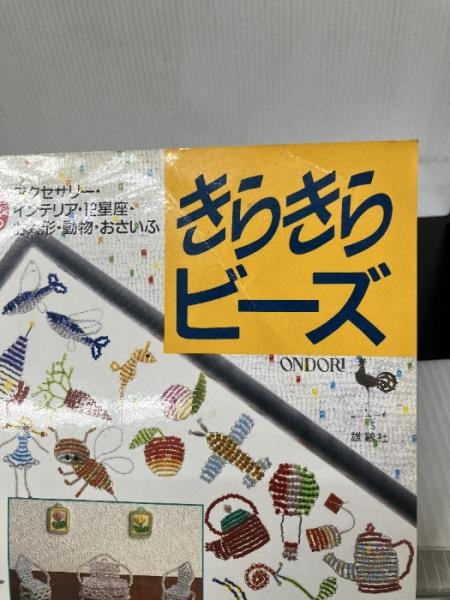 アクセサリー・
インテリア・12星座・
人形・動物・おさいふ
きらきら
ビーズ
ONDORI
雄鶏社